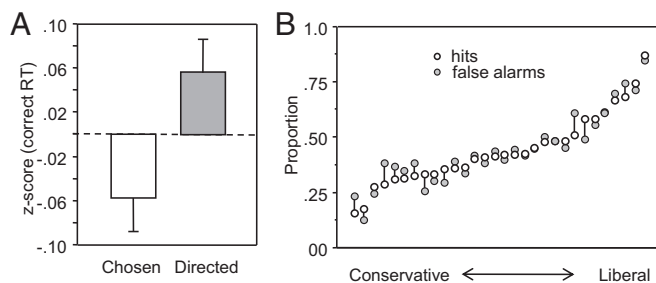 A
z-score (correct RT)
.10
.06
.02
-.02
-.06
-.10
Chosen Directed
B
Proportion
1.0
.75
.50
.25
00
hits
false alarms
Conservative Liberal